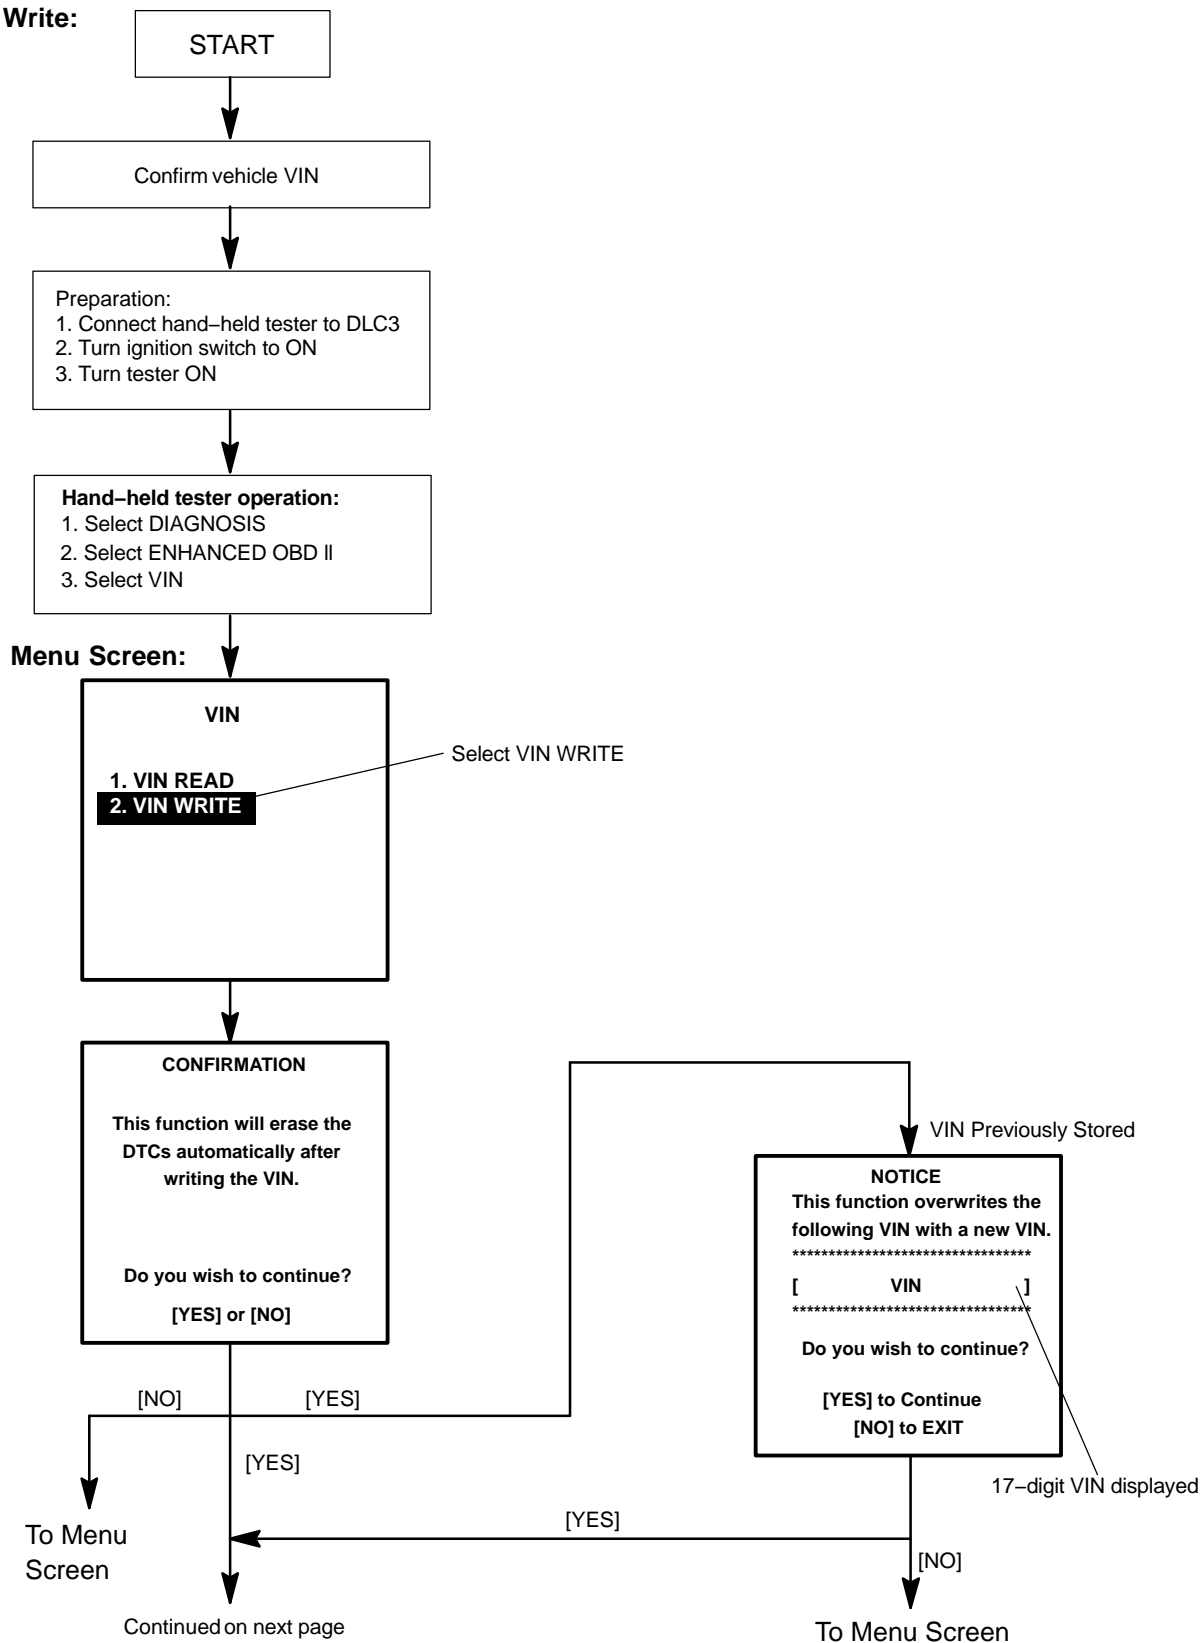 Write:
START
Confirm vehicle VIN
Preparation:
1. Connect hand−held tester to DLC3
2. Turn ignition switch to ON
3. Turn tester ON
Hand−held tester operation:
1. Select DIAGNOSIS
2. Select ENHANCED OBD II
3. Select VIN
Menu Screen:
VIN
Select VIN WRITE
1. VIN READ
2. VIN WRITE
CONFIRMATION
This function will erase the
DTCs automatically after
writing the VIN.
Do you wish to continue?
[YES] or [NO]
VIN Previously Stored
NOTICE
This function overwrites the
following VIN with a new VIN.
*********************************
[ VIN ]
*********************************
Do you wish to continue?
[YES] to Continue
[NO] to EXIT
17−digit VIN displayed
[NO]
[YES]
[YES]
[YES]
[NO]
To Menu
Screen
Continued on next page
To Menu Screen